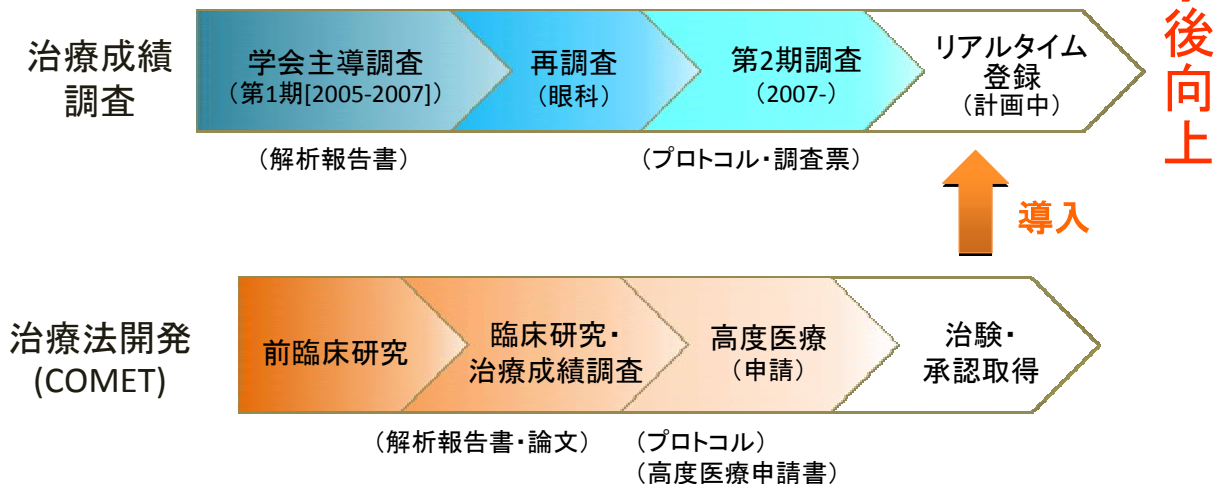 治療成績
調査
学会主導調査
(第1期[2005-2007])
再調査
(眼科)
第2期調査
(2007-)
リアルタイム
登録
(計画中)
後向上
(解析報告書)
(プロトコル・調査票)
導入
治療法開発
(COMET)
前臨床研究
臨床研究・
治療成績調査
高度医療
(申請)
治験・
承認取得
(解析報告書・論文)
(プロトコル)
(高度医療申請書)